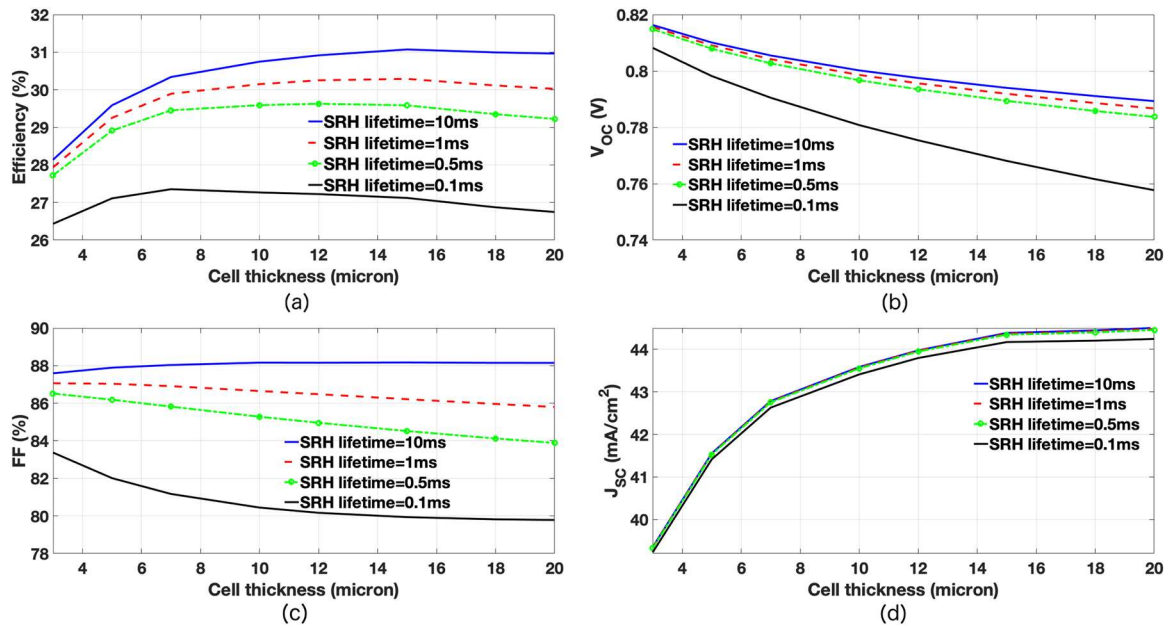 32
31
30
29
28
27
26
Efficiency (%)
SRH lifetime=10ms
SRH lifetime=1ms
SRH lifetime=0.5ms
SRH lifetime=0.1ms
4 6 8 10 12 14 16 18 20
Cell thickness (micron)
(a)
0.82
0.8
0.78
0.76
0.74
V_OC (V)
SRH lifetime=10ms
SRH lifetime=1ms
SRH lifetime=0.5ms
SRH lifetime=0.1ms
4 6 8 10 12 14 16 18 20
Cell thickness (micron)
(b)
90
88
86
84
82
80
78
FF (%)
SRH lifetime=10ms
SRH lifetime=1ms
SRH lifetime=0.5ms
SRH lifetime=0.1ms
4 6 8 10 12 14 16 18 20
Cell thickness (micron)
(c)
44
43
42
41
40
J_SC (mA/cm²)
SRH lifetime=10ms
SRH lifetime=1ms
SRH lifetime=0.5ms
SRH lifetime=0.1ms
4 6 8 10 12 14 16 18 20
Cell thickness (micron)
(d)